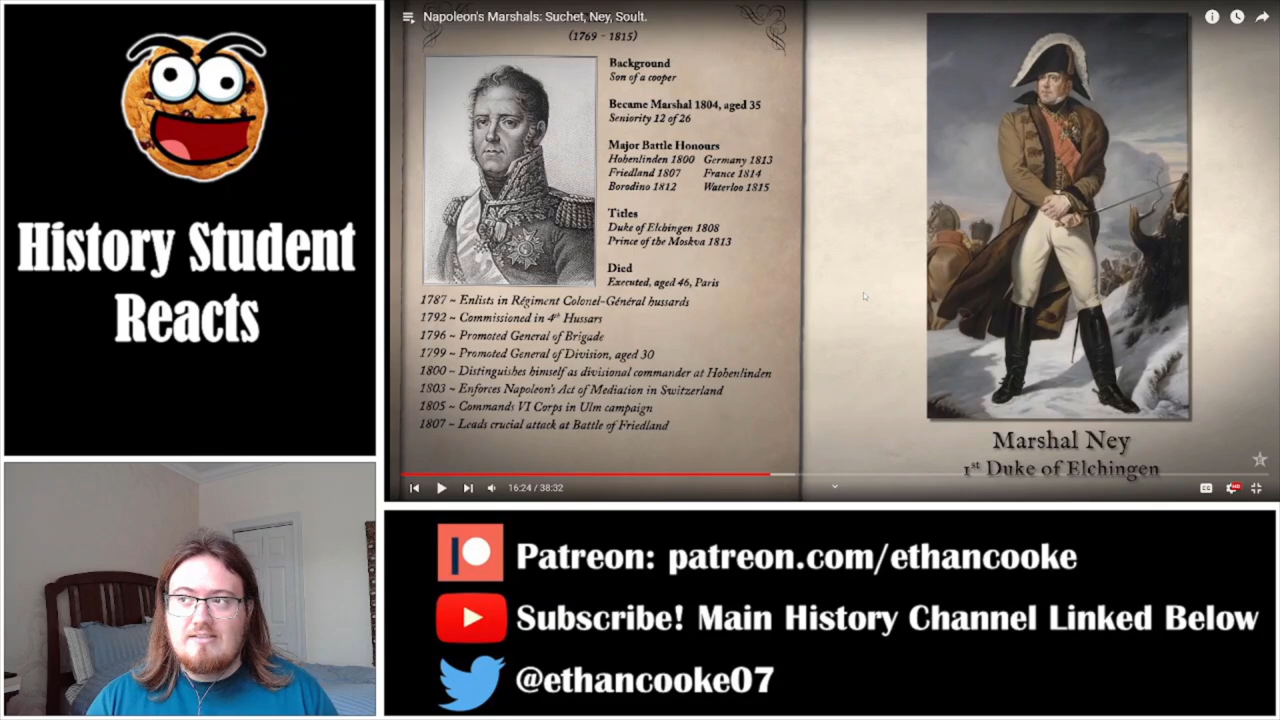 History Student
Reacts
Napoleon's Marshals: Suchet, Ney, Soult.
(1769 - 1815)
Background
Son of a cooper
Became Marshal 1804, aged 35
Seniority 12 of 26
Major Battle Honours
Hohenlinden 1800 Germany 1813
Friedland 1807 France 1814
Borodino 1812 Waterloo 1815
Titles
Duke of Elchingen 1808
Prince of the Moskva 1813
Died
Executed, aged 46, Paris
1787 ~ Enlists in Régiment Colonel-Général hussards
1792 ~ Commissioned in 4th Hussars
1796 ~ Promoted General of Brigade
1799 ~ Promoted General of Division, aged 30
1800 ~ Distinguishes himself as divisional commander at Hohenlinden
1803 ~ Enforces Napoleon's Act of Mediation in Switzerland
1805 ~ Commands VI Corps in Ulm campaign
1807 ~ Leads crucial attack at Battle of Friedland
Marshal Ney
1st Duke of Elchingen
16:24 / 38:32
CC
HD
Patreon: patreon.com/ethancooke
Subscribe! Main History Channel Linked Below
@ethancooke07